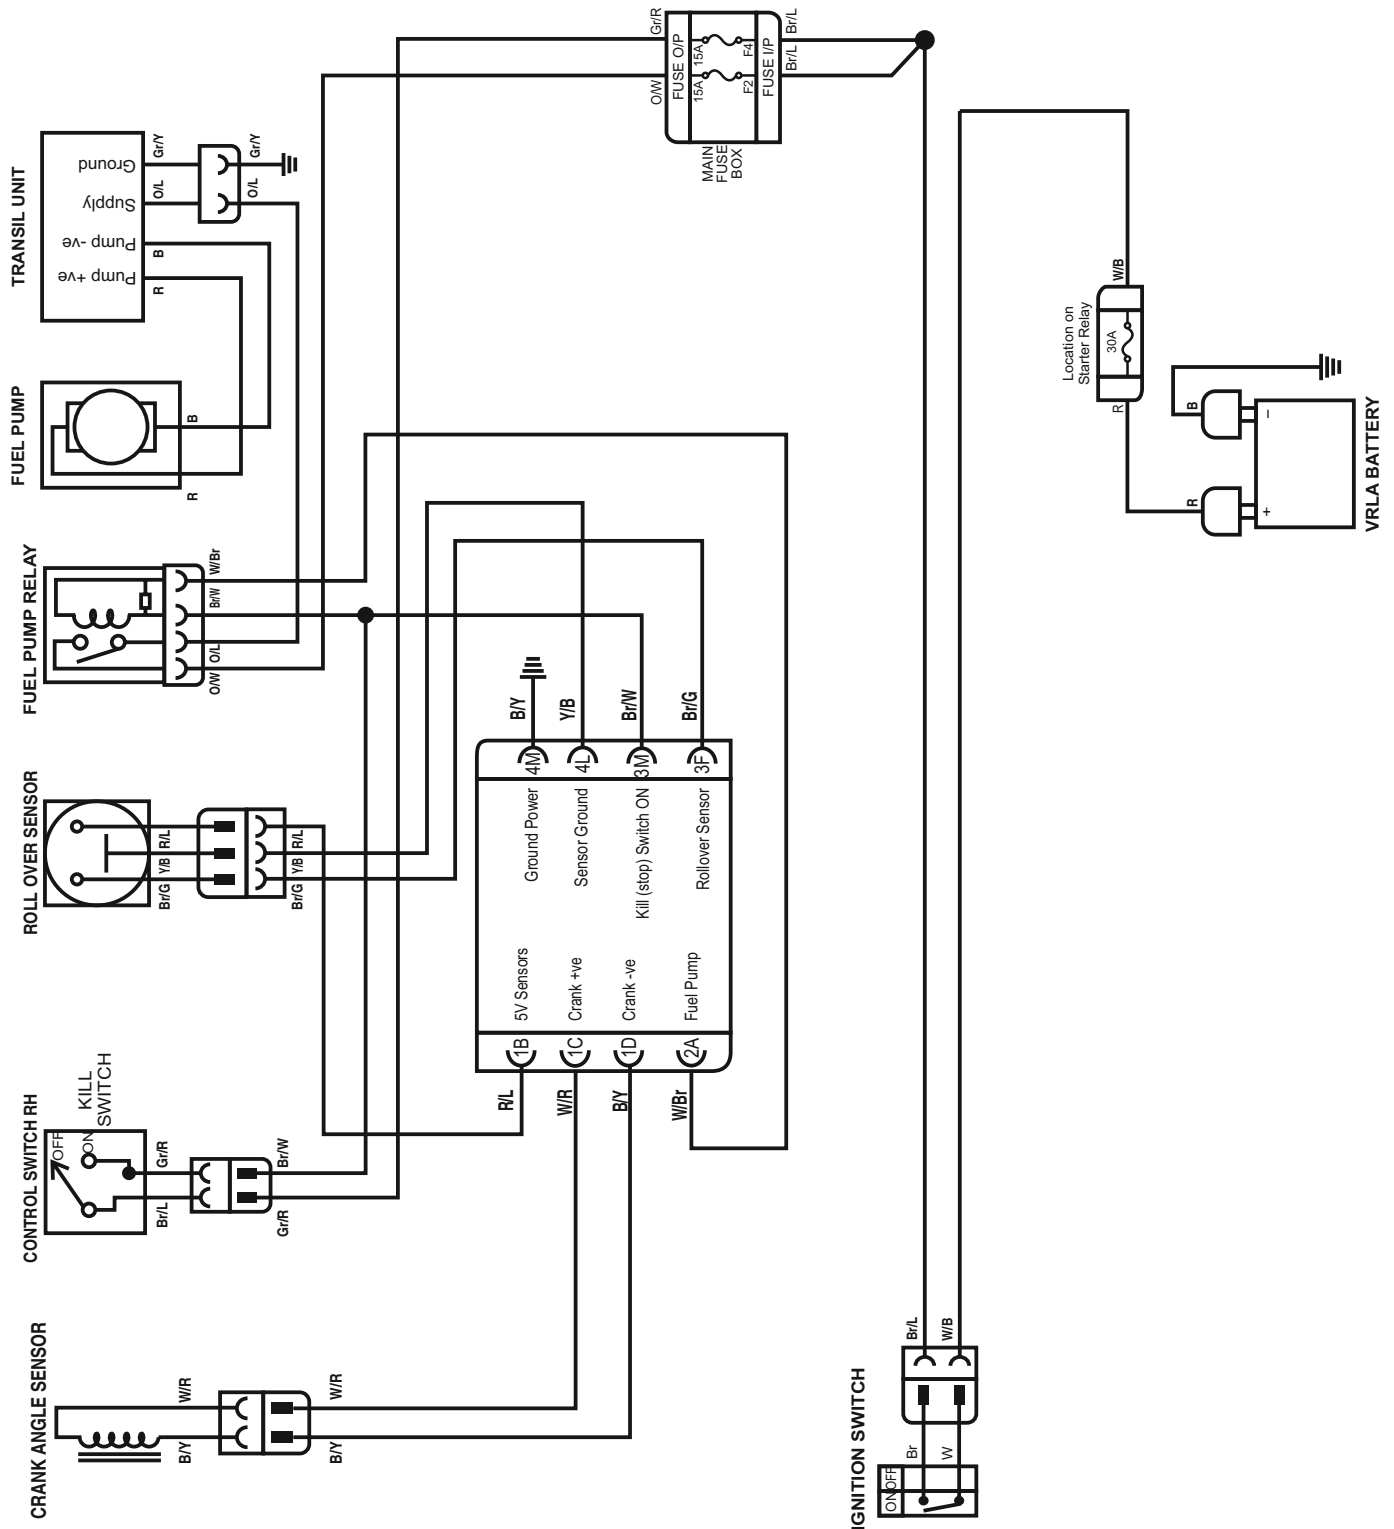 TRANSIL UNIT
Ground
Supply
Pump -ve
Pump +ve
Gr/Y
O/L
B
R
Gr/Y
O/L
FUEL PUMP
B
R
FUEL PUMP RELAY
W/Br
Br/W
O/L
O/W
ROLL OVER SENSOR
R/L
Y/B
Br/G
R/L
Y/B
Br/G
CONTROL SWITCH RH
OFF
ON
KILL
SWITCH
Gr/R
Br/L
Br/W
Gr/R
CRANK ANGLE SENSOR
W/R
B/Y
W/R
B/Y
Gr/R
O/W
FUSE O/P
15A
15A
F4
F2
FUSE I/P
Br/L
Br/L
MAIN
FUSE
BOX
B/Y
Y/B
Br/W
Br/G
4M
4L
3M
3F
Ground Power
Sensor Ground
Kill (stop) Switch ON
Rollover Sensor
5V Sensors
Crank +ve
Crank -ve
Fuel Pump
1B
1C
1D
2A
R/L
W/R
B/Y
W/Br
W/B
Location on
Starter Relay
30A
R
B
R
–
+
VRLA BATTERY
IGNITION SWITCH
Br/L
W/B
Br
W
OFF
ON